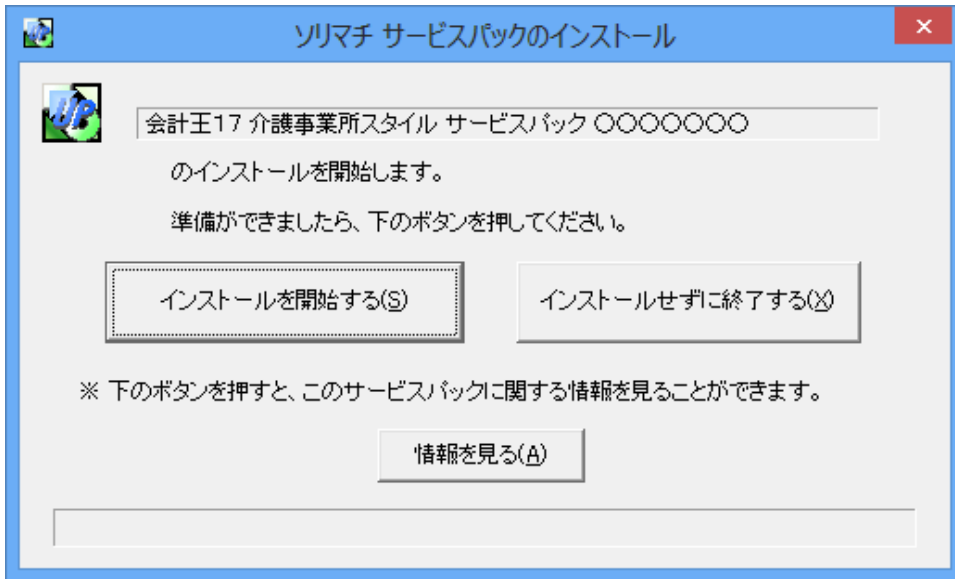 ソリマチ サービスパックのインストール
UP
会計王17 介護事業所スタイル サービスパック 〇〇〇〇〇〇〇
のインストールを開始します。
準備ができましたら、下のボタンを押してください。
インストールを開始する(S)
インストールせずに終了する(X)
※ 下のボタンを押すと、このサービスパックに関する情報を見ることができます。
情報を見る(A)